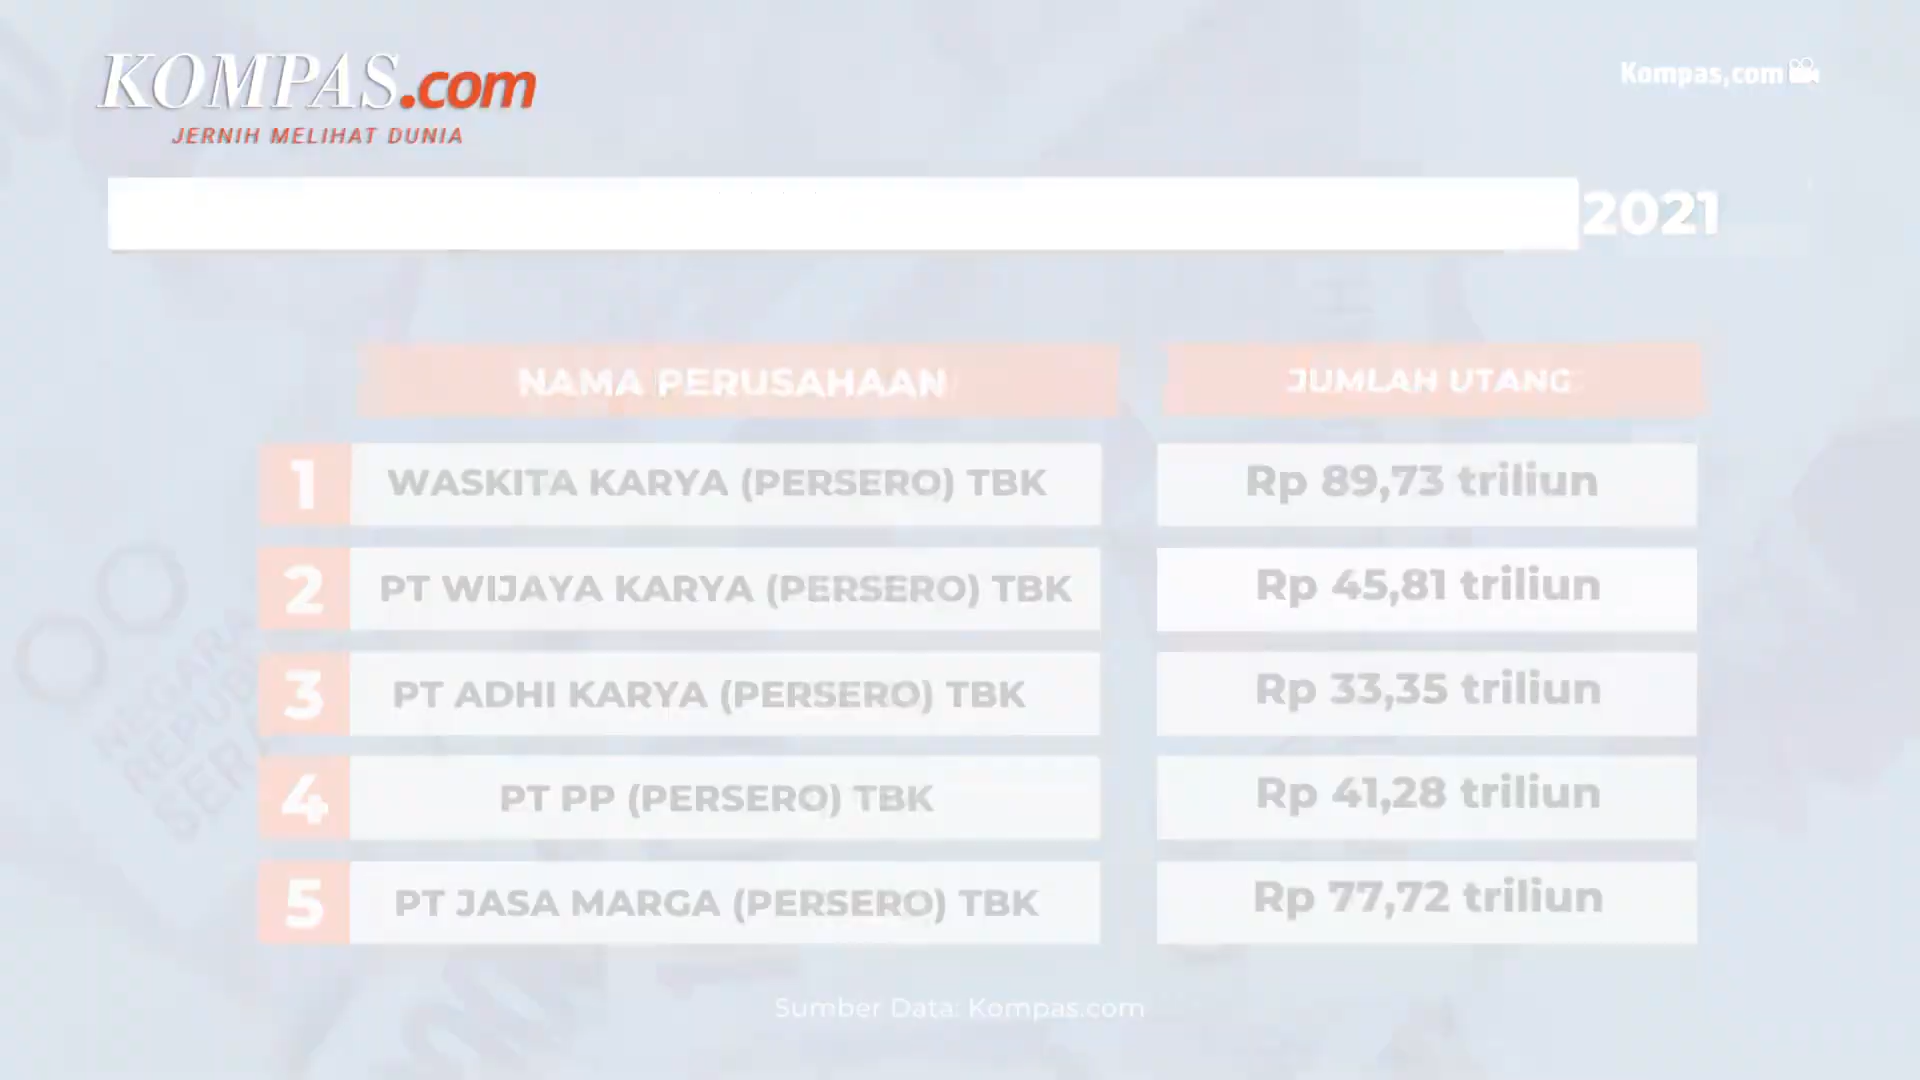 KOMPAS.com
JERNIH MELIHAT DUNIA
Kompas.com
2021
NAMA PERUSAHAAN JUMLAH UTANG
1 WASKITA KARYA (PERSERO) TBK Rp 89,73 triliun
2 PT WIJAYA KARYA (PERSERO) TBK Rp 45,81 triliun
3 PT ADHI KARYA (PERSERO) TBK Rp 33,35 triliun
4 PT PP (PERSERO) TBK Rp 41,28 triliun
5 PT JASA MARGA (PERSERO) TBK Rp 77,72 triliun
NEGARA
Sumber Data: Kompas.com